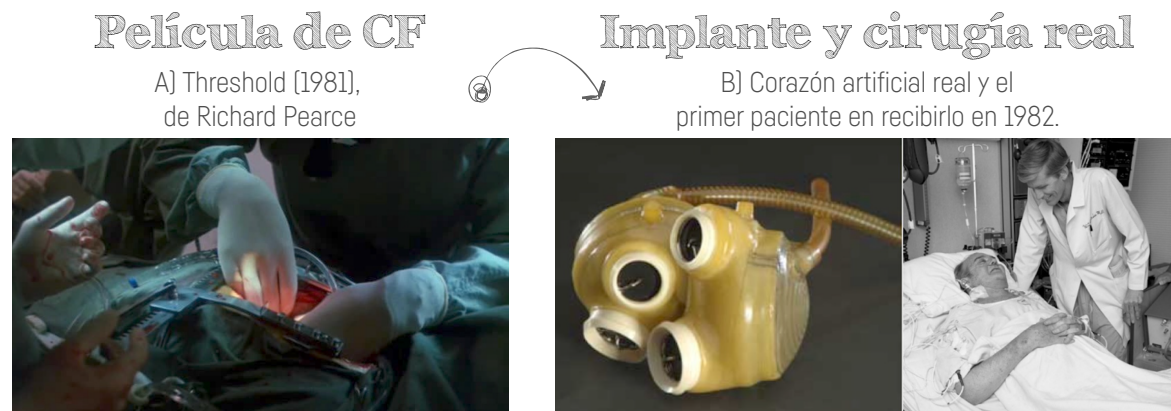 Película de CF
A) Threshold (1981),
de Richard Pearce
Implante y cirugía real
B) Corazón artificial real y el
primer paciente en recibirlo en 1982.